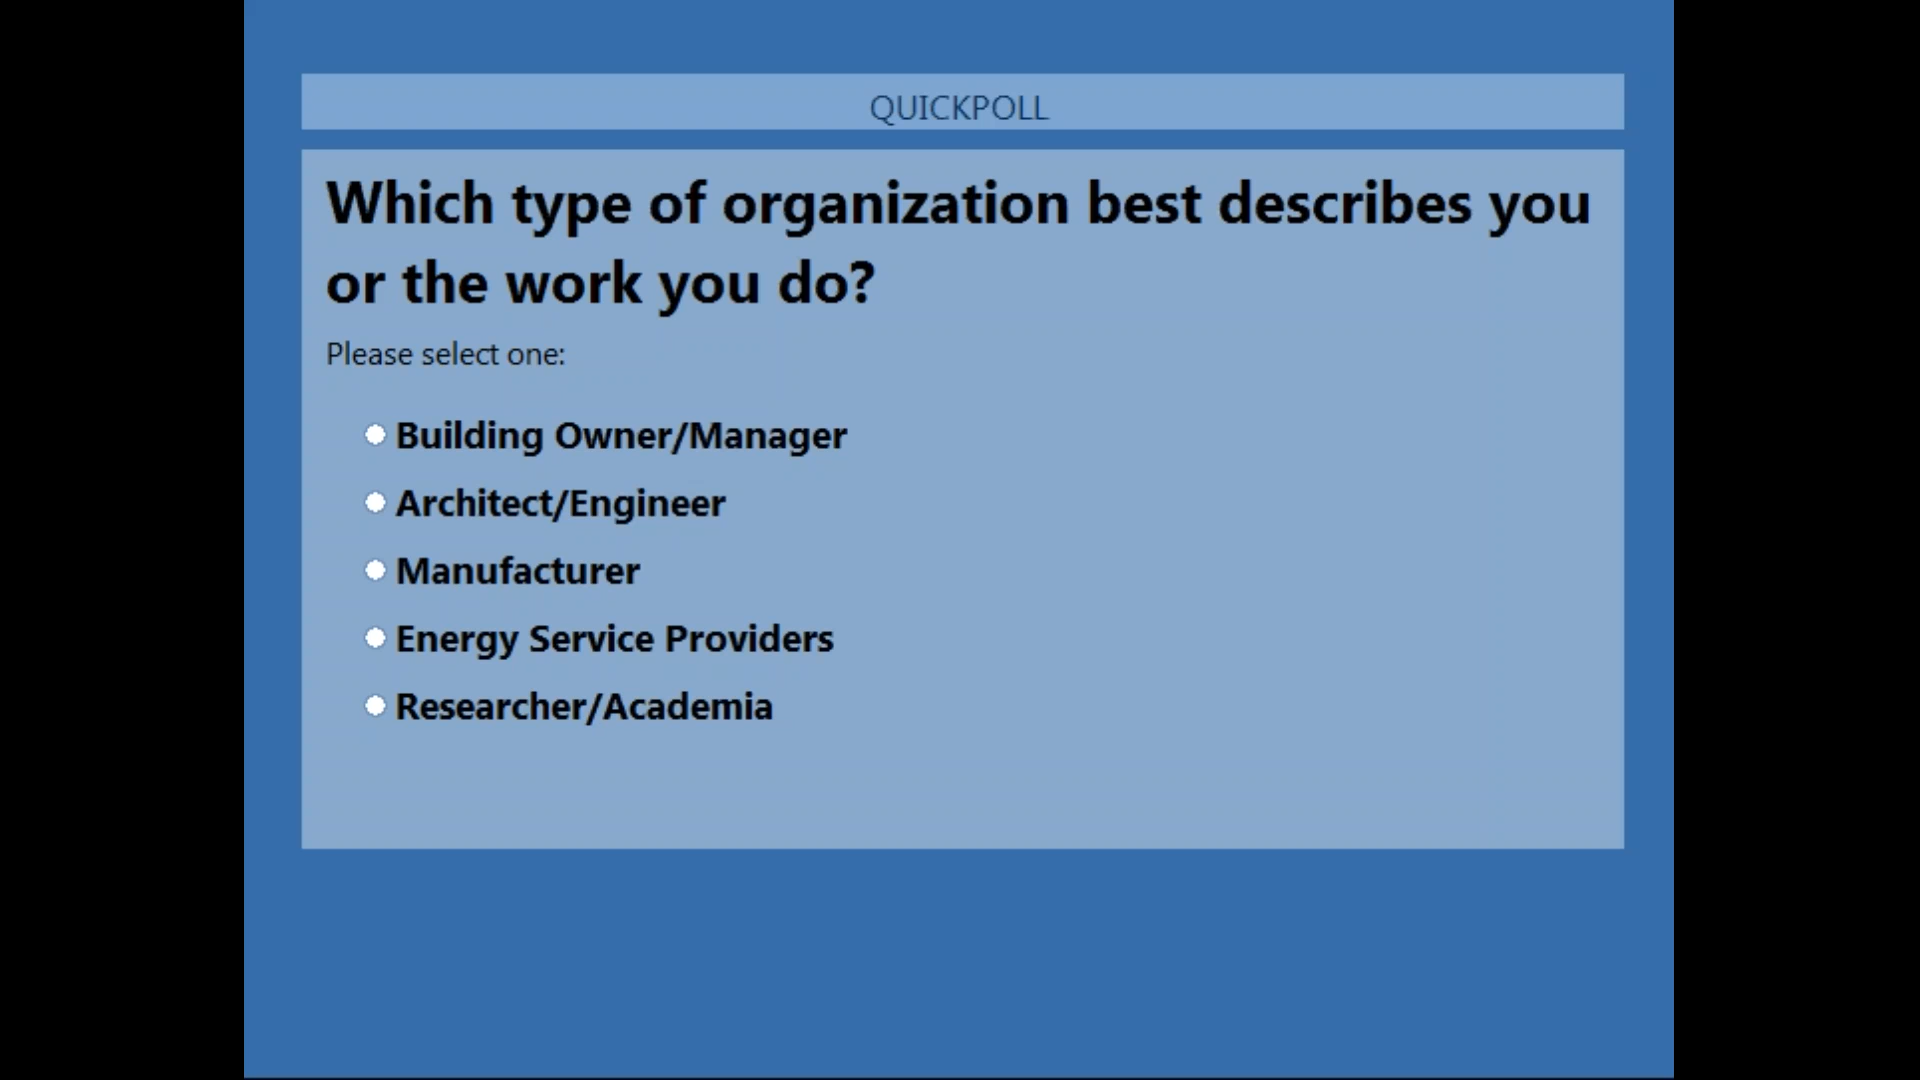 QUICKPOLL
Which type of organization best describes you
or the work you do?
Please select one:
Building Owner/Manager
Architect/Engineer
Manufacturer
Energy Service Providers
Researcher/Academia